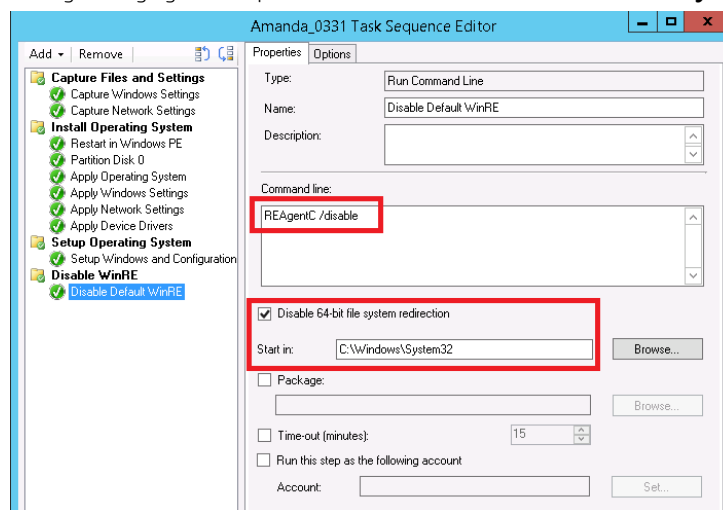 Amanda_0331 Task Sequence Editor
Add Remove
Properties Options
Capture Files and Settings
Capture Windows Settings
Capture Network Settings
Install Operating System
Restart in Windows PE
Partition Disk 0
Apply Operating System
Apply Windows Settings
Apply Network Settings
Apply Device Drivers
Setup Operating System
Setup Windows and Configuration
Disable WinRE
Disable Default WinRE
Type: Run Command Line
Name: Disable Default WinRE
Description:
Command line:
REAgentC /disable
Disable 64-bit file system redirection
Start in: C:\Windows\System32 Browse...
Package:
Browse...
Time-out (minutes): 15
Run this step as the following account
Account: Set...